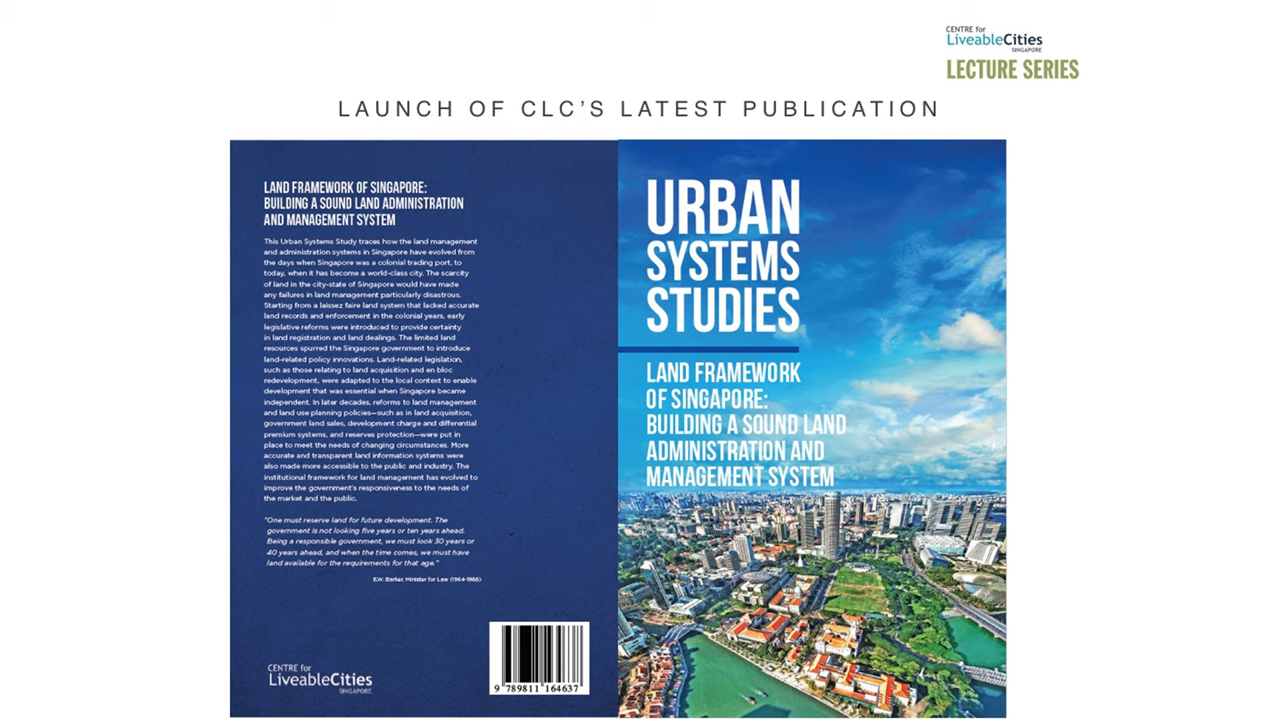 CENTRE for
LiveableCities
SINGAPORE
LECTURE SERIES
LAUNCH OF CLC’S LATEST PUBLICATION
LAND FRAMEWORK OF SINGAPORE:
BUILDING A SOUND LAND ADMINISTRATION
AND MANAGEMENT SYSTEM
This Urban Systems Study traces how the land management
and administration systems in Singapore have evolved from
the days when Singapore was a colonial trading port, to
today, when it has become a world-class city. The scarcity
of land in the city-state of Singapore would have made
any failures in land management particularly disastrous.
Starting from a laissez faire land system that lacked accurate
land records and enforcement in the colonial years, early
legislative reforms were introduced to provide certainty
in land registration and land dealings. The limited land
resources spurred the Singapore government to introduce
land-related policy innovations. Land-related legislation,
such as those relating to land acquisition and en bloc
redevelopment, were adapted to the local context to enable
development that was essential when Singapore became
independent. In later decades, reforms to land management
and land use planning policies—such as in land acquisition,
government land sales, development charge and differential
premium systems, and reserves protection—were put in
place to meet the needs of changing circumstances. More
accurate and transparent land information systems were
also made more accessible to the public and industry. The
institutional framework for land management has evolved to
improve the government's responsiveness to the needs of
the market and the public.
"One must reserve land for future development. The
government is not looking five years or ten years ahead.
Being a responsible government, we must look 30 years or
40 years ahead, and when the time comes, we must have
land available for the requirements for that age."
E.W. Barker, Minister for Law (1964-1988)
CENTRE for
LiveableCities
SINGAPORE
9 789811 164637
URBAN
SYSTEMS
STUDIES
LAND FRAMEWORK
OF SINGAPORE:
BUILDING A SOUND LAND
ADMINISTRATION AND
MANAGEMENT SYSTEM